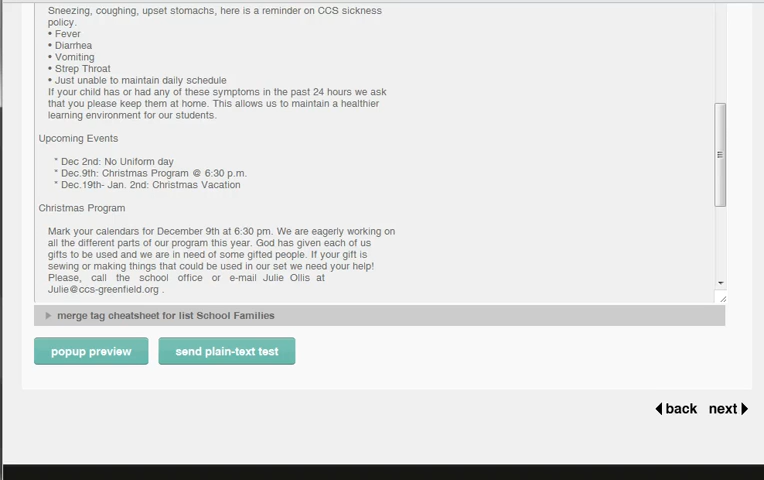 Sneezing, coughing, upset stomachs, here is a reminder on CCS sickness
policy.
• Fever
• Diarrhea
• Vomiting
• Strep Throat
• Just unable to maintain daily schedule
If your child has or had any of these symptoms in the past 24 hours we ask
that you please keep them at home. This allows us to maintain a healthier
learning environment for our students.
Upcoming Events
* Dec 2nd: No Uniform day
* Dec.9th: Christmas Program @ 6:30 p.m.
* Dec.19th- Jan. 2nd: Christmas Vacation
Christmas Program
Mark your calendars for December 9th at 6:30 pm. We are eagerly working on
all the different parts of our program this year. God has given each of us
gifts to be used and we are in need of some gifted people. If your gift is
sewing or making things that could be used in our set we need your help!
Please, call the school office or e-mail Julie Ollis at
Julie@ccs-greenfield.org .
merge tag cheatsheet for list School Families
popup preview send plain-text test
back next